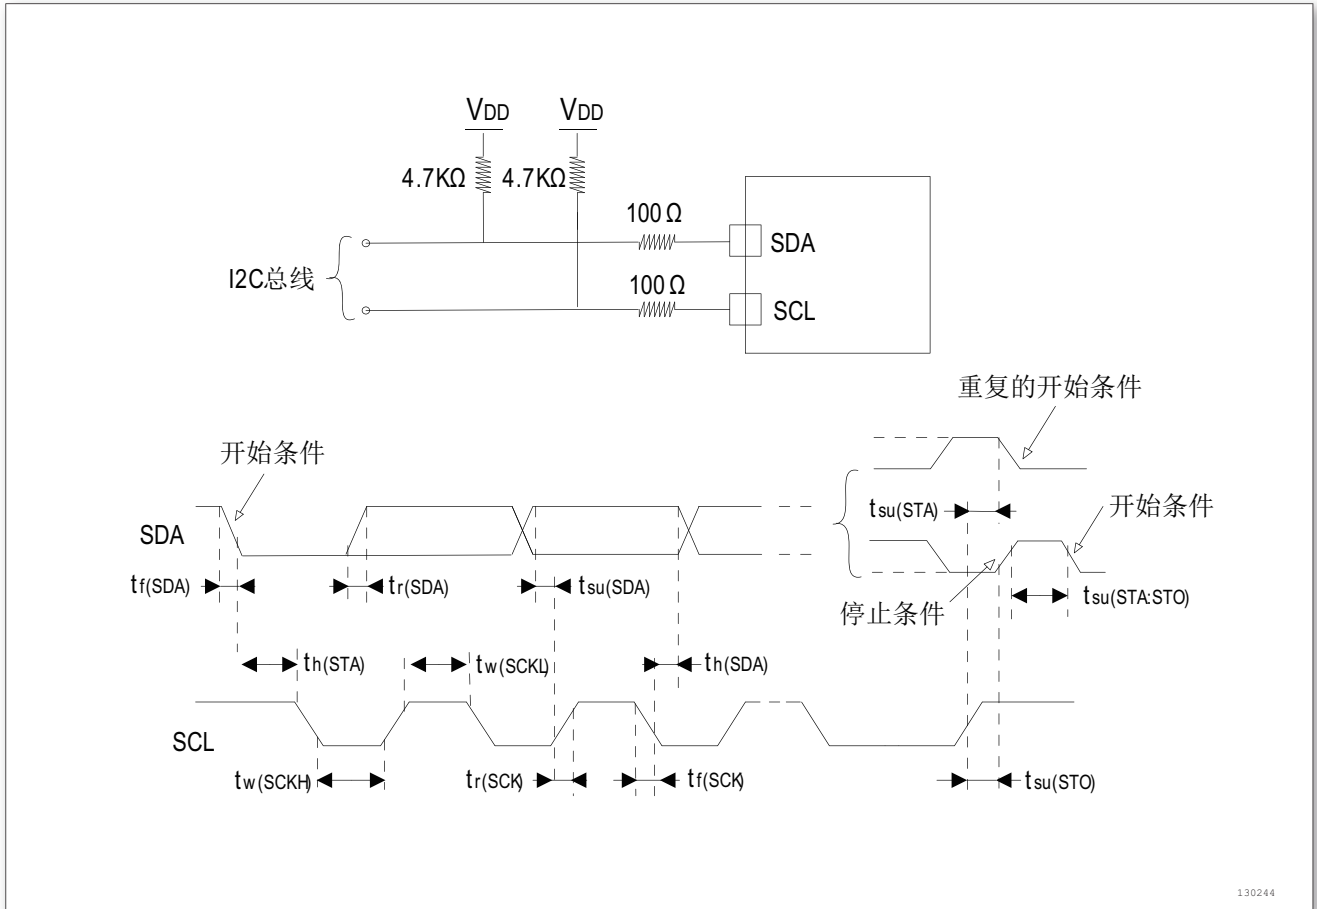 VDD VDD
4.7KΩ 4.7KΩ
100 Ω
SDA
I2C总线
100 Ω
SCL
重复的开始条件
开始条件
tsu(STA) 开始条件
SDA
tf(SDA) tr(SDA) tsu(SDA) tsu(STA:STO)
停止条件
th(STA) tw(SCKL) th(SDA)
SCL
tw(SCKH) tr(SCK) tf(SCK) tsu(STO)
130244